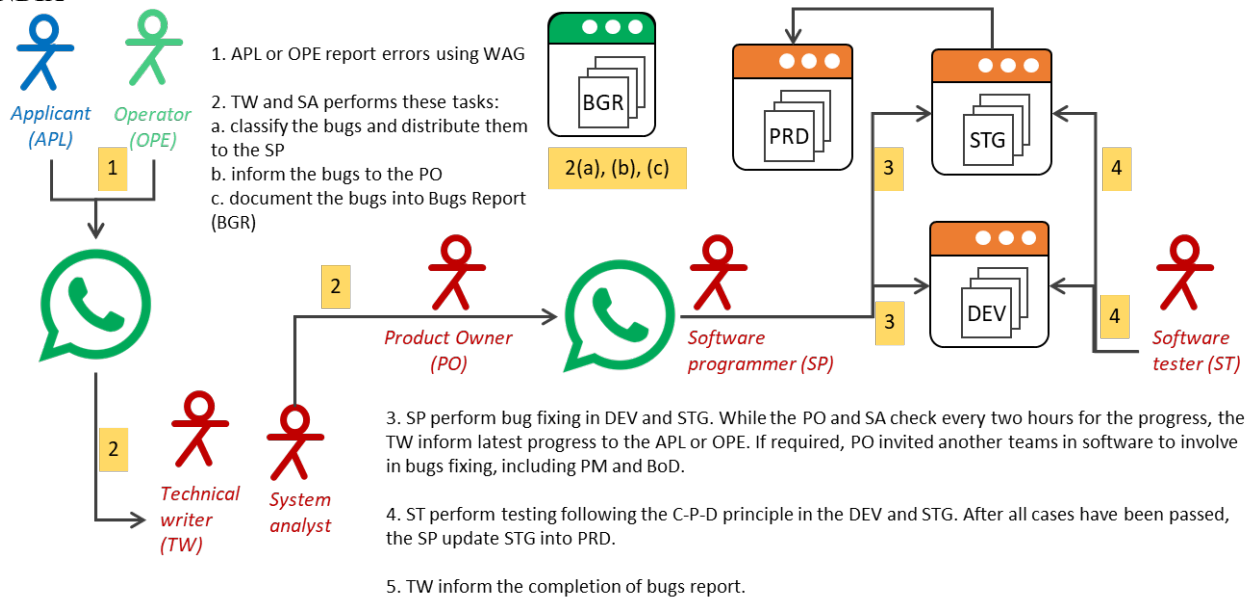 Applicant
(APL)
Operator
(OPE)
1
1. APL or OPE report errors using WAG
2. TW and SA performs these tasks:
a. classify the bugs and distribute them
to the SP
b. inform the bugs to the PO
c. document the bugs into Bugs Report
(BGR)
BGR
2(a), (b), (c)
PRD
STG
3
4
DEV
3
4
2
Product Owner
(PO)
Software
programmer (SP)
Software
tester (ST)
2
Technical
writer
(TW)
System
analyst
3. SP perform bug fixing in DEV and STG. While the PO and SA check every two hours for the progress, the
TW inform latest progress to the APL or OPE. If required, PO invited another teams in software to involve
in bugs fixing, including PM and BoD.
4. ST perform testing following the C-P-D principle in the DEV and STG. After all cases have been passed,
the SP update STG into PRD.
5. TW inform the completion of bugs report.